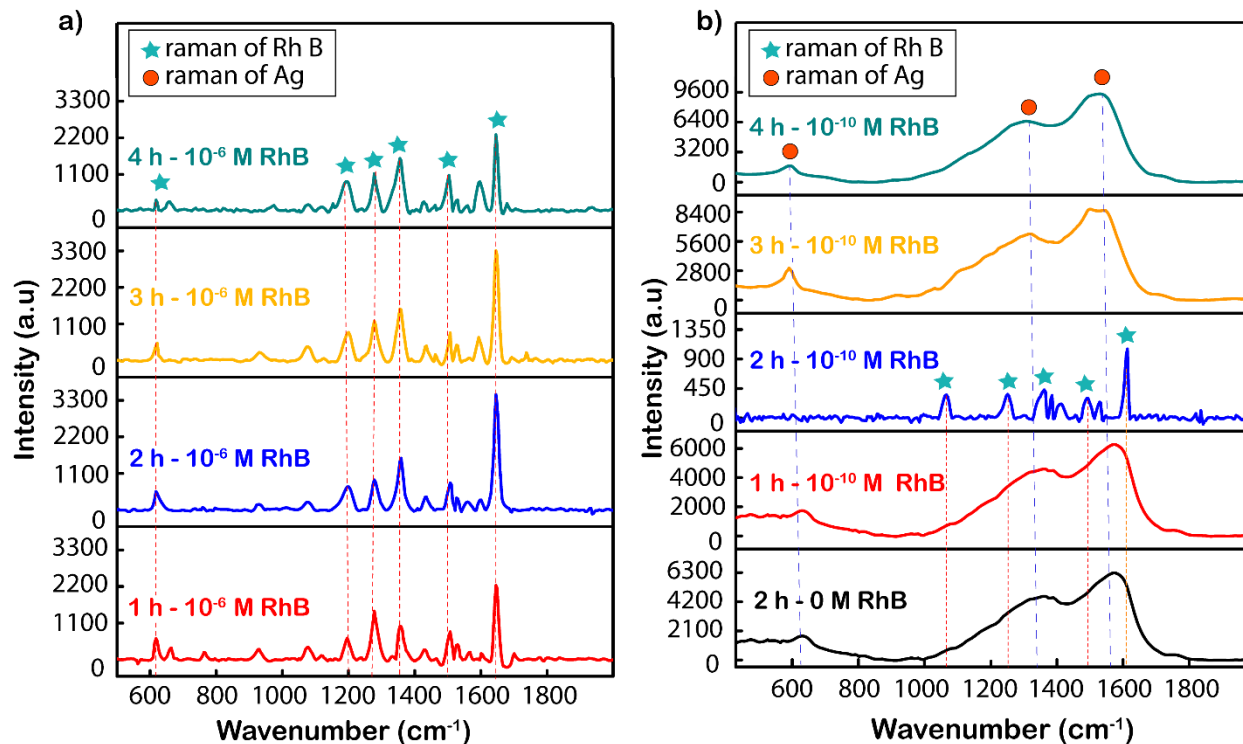 a)
raman of Rh B
raman of Ag
3300
2200
1100
0
4 h - 10⁻⁶ M RhB
3300
2200
1100
0
3 h - 10⁻⁶ M RhB
3300
2200
1100
0
2 h - 10⁻⁶ M RhB
3300
2200
1100
0
1 h - 10⁻⁶ M RhB
Intensity (a.u)
600 800 1000 1200 1400 1600 1800
Wavenumber (cm⁻¹)
b)
raman of Rh B
raman of Ag
9600
6400
3200
0
4 h - 10⁻¹⁰ M RhB
8400
5600
2800
0
3 h - 10⁻¹⁰ M RhB
1350
900
450
0
2 h - 10⁻¹⁰ M RhB
6000
4000
2000
0
1 h - 10⁻¹⁰ M RhB
6300
4200
2100
0
2 h - 0 M RhB
Intensity (a.u)
600 800 1000 1200 1400 1600 1800
Wavenumber (cm⁻¹)